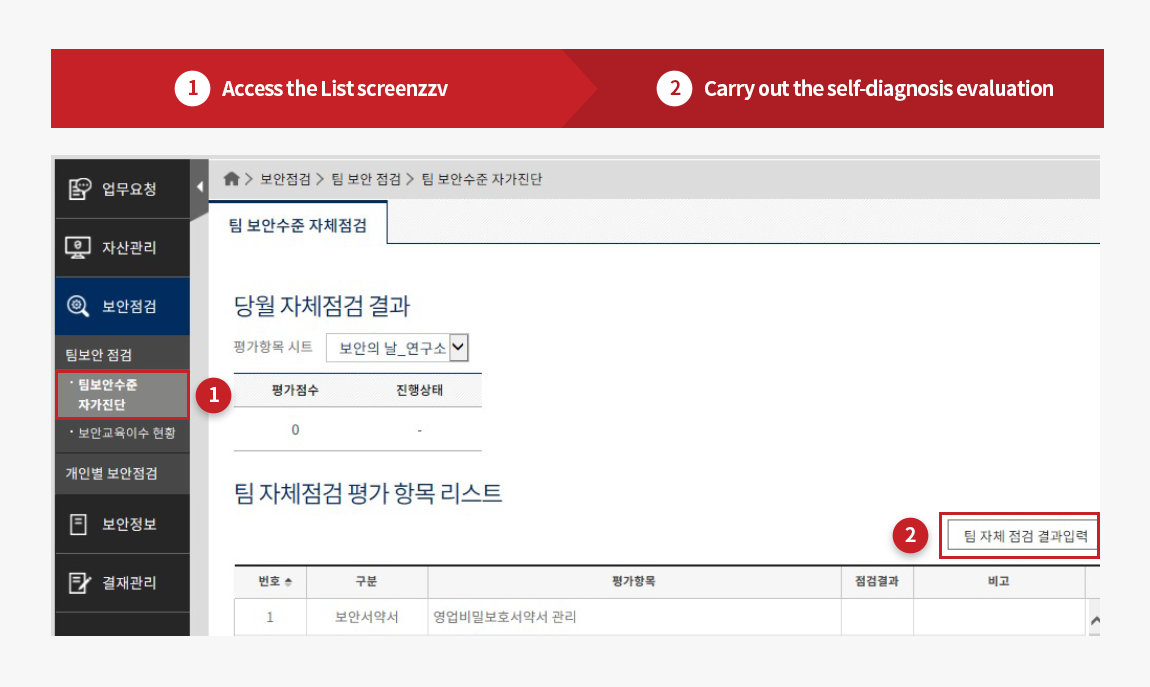 1 Access the List screenzzv
2 Carry out the self-diagnosis evaluation
업무요청
자산관리
보안점검
팀보안 점검
· 팀보안수준
자가진단
· 보안교육이수 현황
개인별 보안점검
보안정보
결재관리
1
> 보안점검 > 팀 보안 점검 > 팀 보안수준 자가진단
팀 보안수준 자체점검
당월 자체점검 결과
평가항목 시트 보안의 날_연구소
평가점수 진행상태
0 -
팀 자체점검 평가 항목 리스트
2 팀 자체 점검 결과입력
번호 구분 평가항목 점검결과 비고
1 보안서약서 영업비밀보호서약서 관리